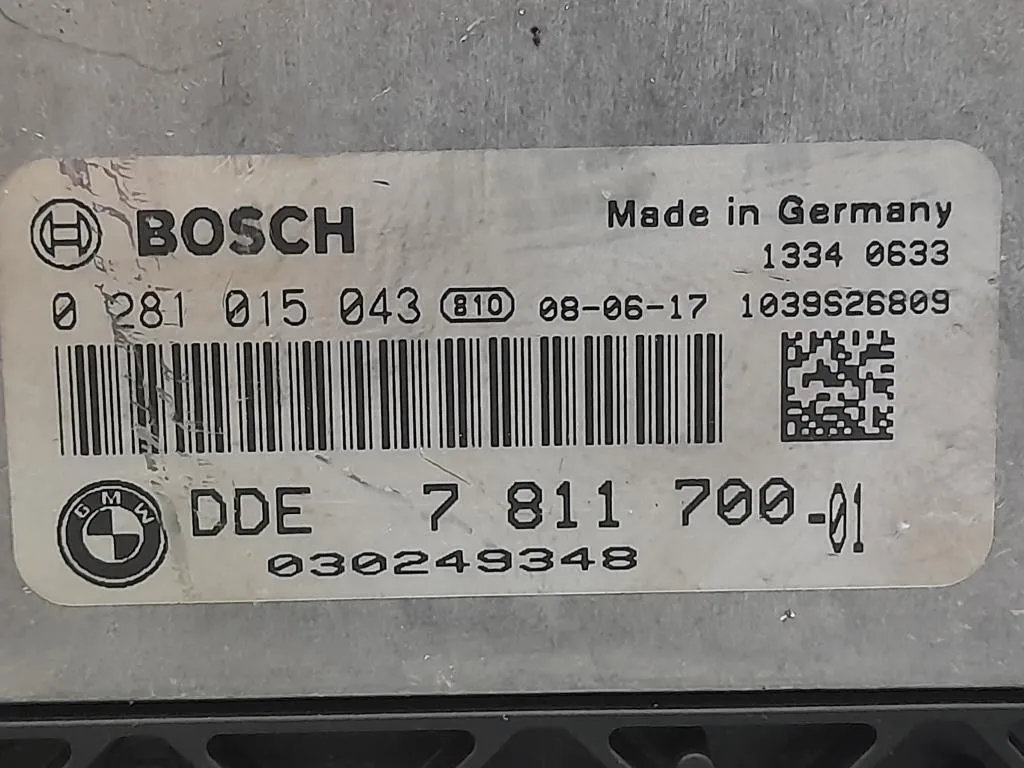 BOSCH
Made in Germany
1334 0633
0 281 015 043 810 08-06-17 1039S26809
BMW
DDE 7 811 700-01
030249348